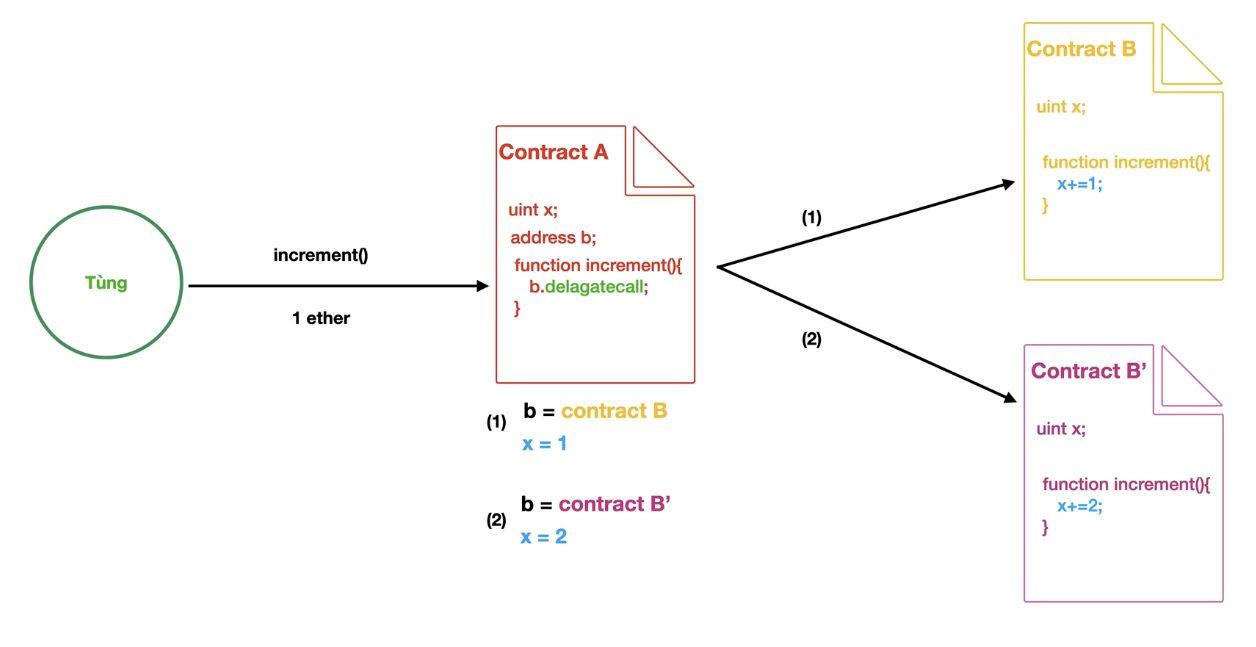 Tùng
increment()
1 ether
Contract A
uint x;
address b;
function increment(){
b.delagatecall;
}
(1) b = contract B
x = 1
(2) b = contract B’
x = 2
(1)
(2)
Contract B
uint x;
function increment(){
x+=1;
}
Contract B’
uint x;
function increment(){
x+=2;
}